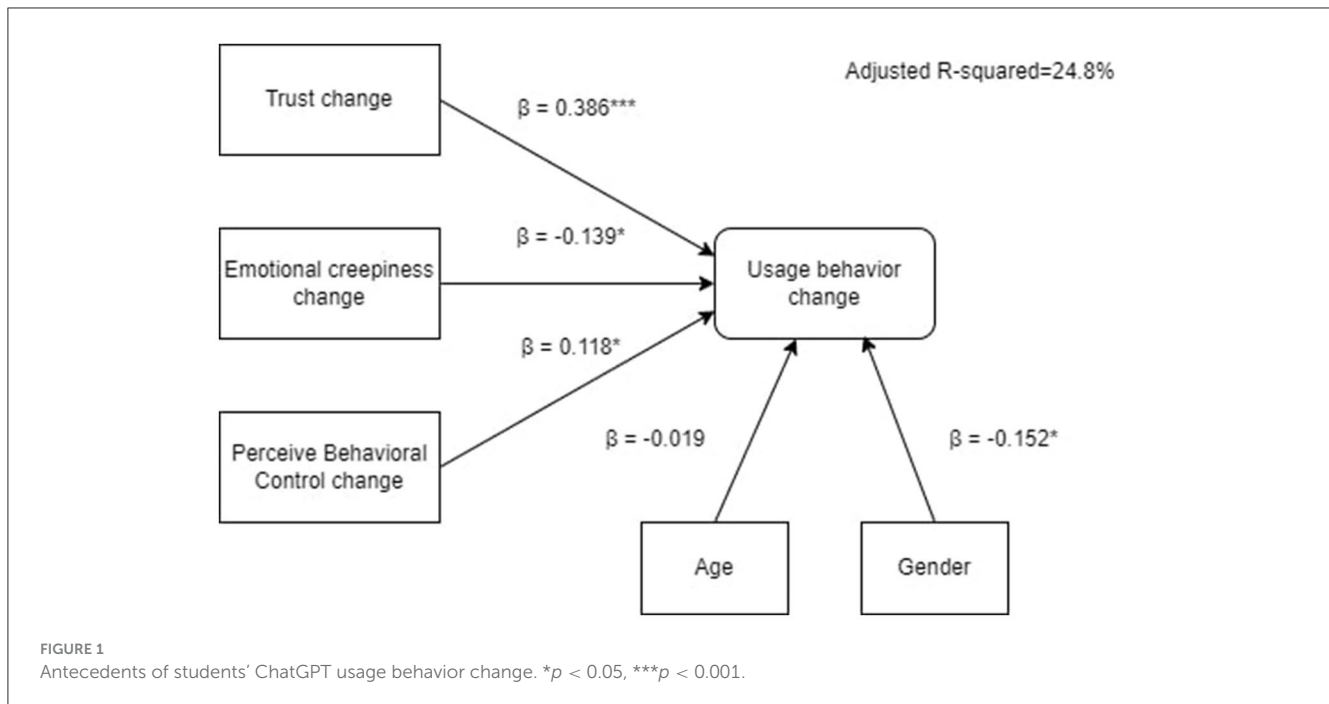 Trust change
Adjusted R-squared=24.8%
β = 0.386***
Emotional creepiness
change
β = -0.139*
Usage behavior
change
β = 0.118*
Perceive Behavioral
Control change
β = -0.019
β = -0.152*
Age
Gender
FIGURE 1
Antecedents of students’ ChatGPT usage behavior change. *p < 0.05, ***p < 0.001.